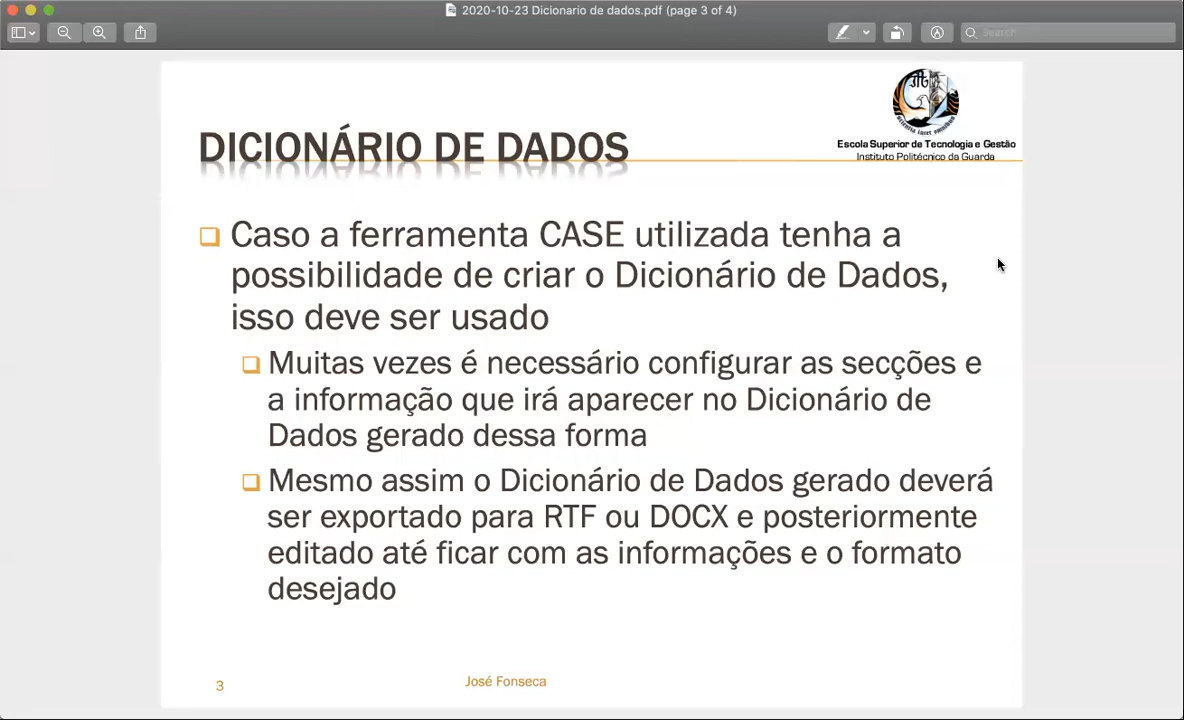 2020-10-23 Dicionario de dados.pdf (page 3 of 4)
Search
Escola Superior de Tecnologia e Gestão
Instituto Politécnico da Guarda
DICIONÁRIO DE DADOS
Caso a ferramenta CASE utilizada tenha a
possibilidade de criar o Dicionário de Dados,
isso deve ser usado
Muitas vezes é necessário configurar as secções e
a informação que irá aparecer no Dicionário de
Dados gerado dessa forma
Mesmo assim o Dicionário de Dados gerado deverá
ser exportado para RTF ou DOCX e posteriormente
editado até ficar com as informações e o formato
desejado
3
José Fonseca